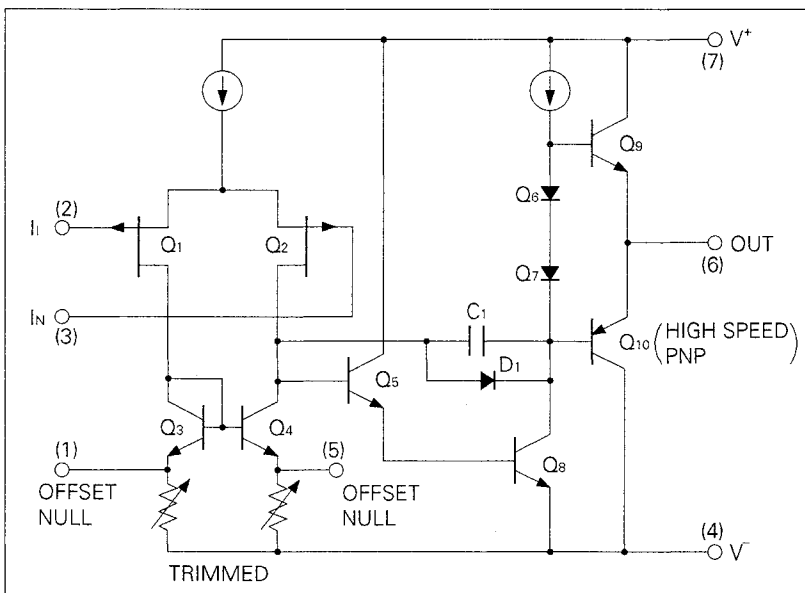 V+
(7)
Q9
Q6
(2)
II
Q1
Q2
OUT
(6)
Q7
IN
(3)
C1
Q10 (HIGH SPEED PNP)
D1
Q5
Q3
Q4
(1)
(5)
Q8
OFFSET NULL
OFFSET NULL
(4)
V-
TRIMMED